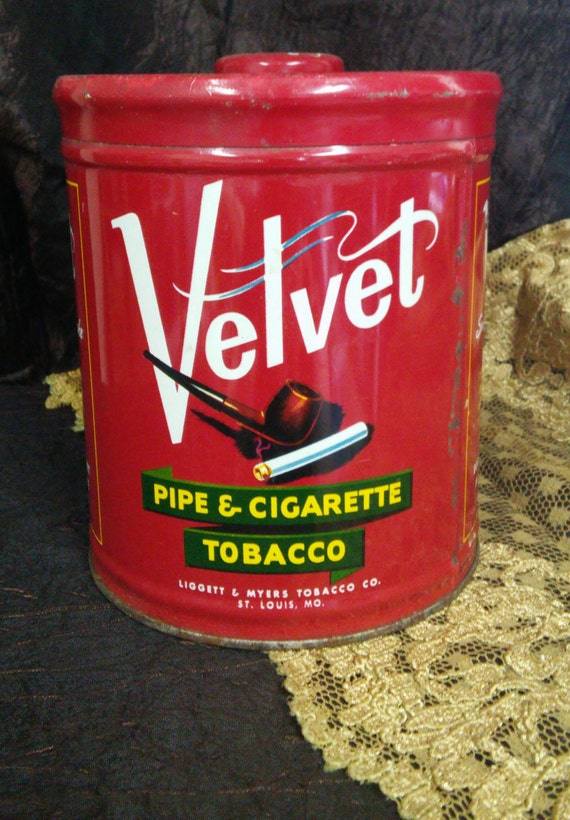 Velvet
PIPE & CIGARETTE
TOBACCO
LIGGETT & MYERS TOBACCO CO.
ST. LOUIS, MO.